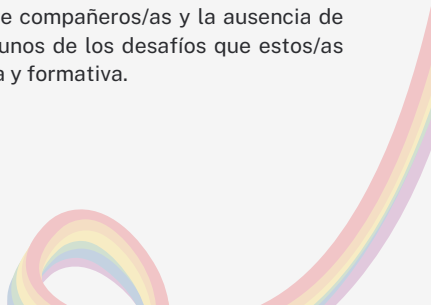 e compañeros/as y la ausencia de
unos de los desafíos que estos/as
y formativa.